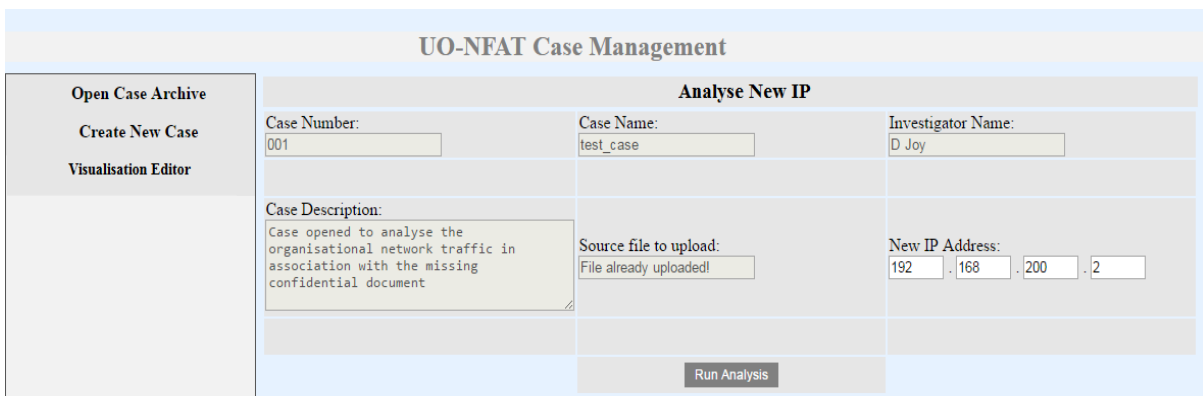 UO-NFAT Case Management
Open Case Archive
Create New Case
Visualisation Editor
Analyse New IP
Case Number:
001
Case Name:
test_case
Investigator Name:
D Joy
Case Description:
Case opened to analyse the
organisational network traffic in
association with the missing
confidential document
Source file to upload:
File already uploaded!
New IP Address:
192 . 168 . 200 . 2
Run Analysis